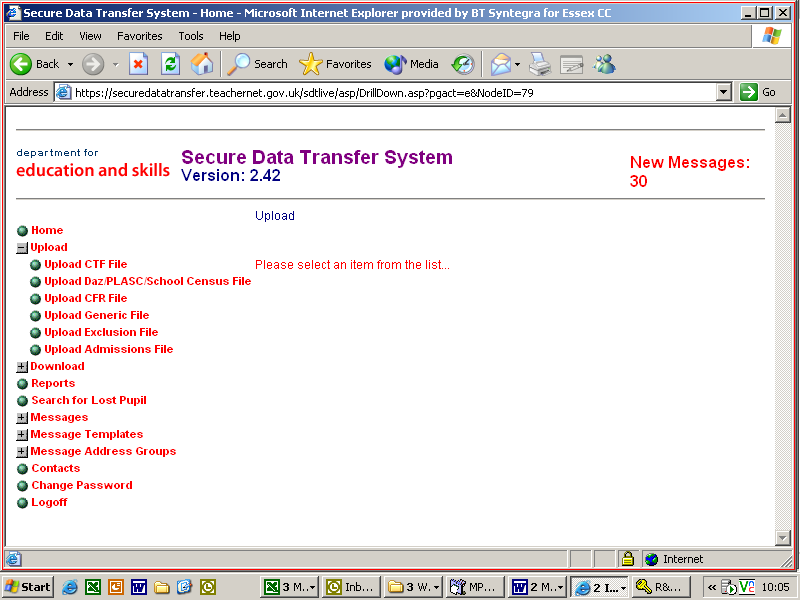 Secure Data Transfer System - Home - Microsoft Internet Explorer provided by BT Syntegra for Essex CC
File Edit View Favorites Tools Help
Back Search Favorites Media
Address https://securedatatransfer.teachernet.gov.uk/sdtlive/asp/DrillDown.asp?pgact=e&NodeID=79 Go
department for
education and skills
Secure Data Transfer System
Version: 2.42
New Messages:
30
Upload
Please select an item from the list...
Home
Upload
Upload CTF File
Upload Daz/PLASC/School Census File
Upload CFR File
Upload Generic File
Upload Exclusion File
Upload Admissions File
Download
Reports
Search for Lost Pupil
Messages
Message Templates
Message Address Groups
Contacts
Change Password
Logoff
Internet
Start 3 M... Inb... 3 W... MP... 2 M... 2 I... R&... « 10:05